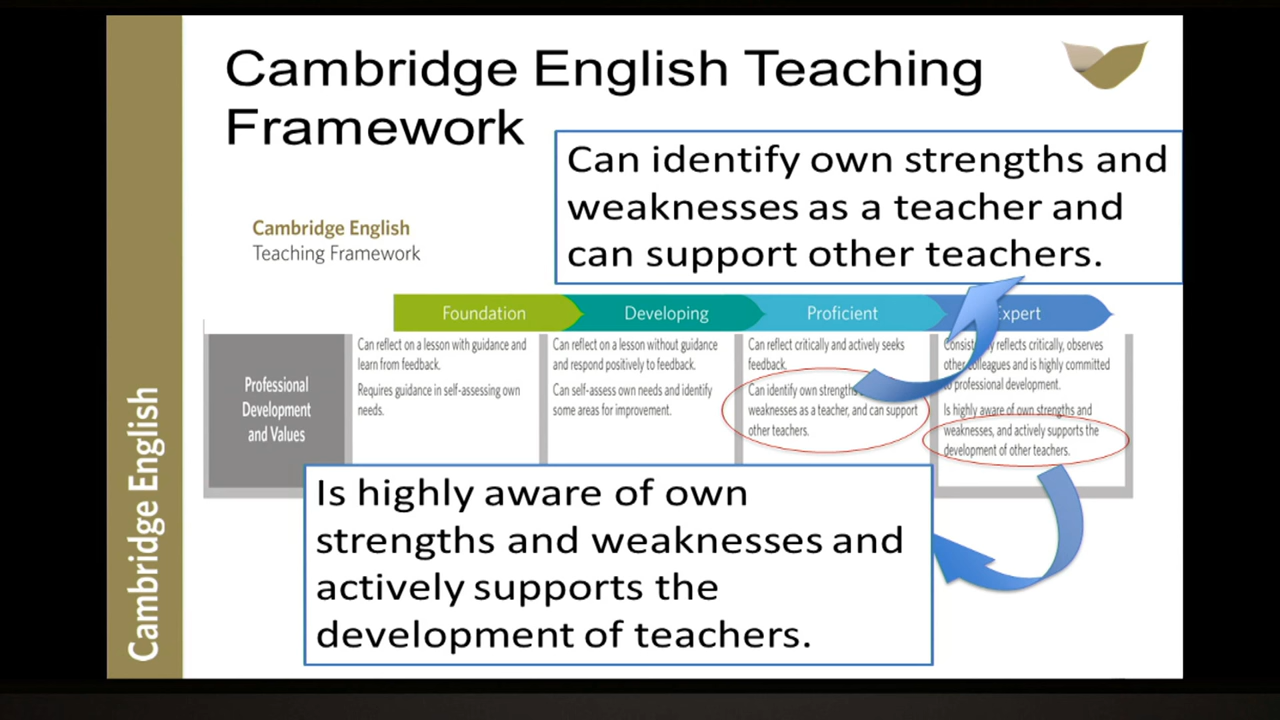 Cambridge English Teaching
Framework
Can identify own strengths and
weaknesses as a teacher and
can support other teachers.
Cambridge English
Teaching Framework
Foundation
Developing
Proficient
Expert
Professional
Development
and Values
Can reflect on a lesson with guidance and
learn from feedback.
Requires guidance in self-assessing own
needs.
Can reflect on a lesson without guidance
and respond positively to feedback.
Can self-assess own needs and identify
some areas for improvement.
Can reflect critically and actively seeks
feedback.
Can identify own strengths
weaknesses as a teacher, and can support
other teachers.
Consistently reflects critically, observes
other colleagues and is highly committed
to professional development.
Is highly aware of own strengths and
weaknesses, and actively supports the
development of other teachers.
Is highly aware of own
strengths and weaknesses and
actively supports the
development of teachers.
Cambridge English